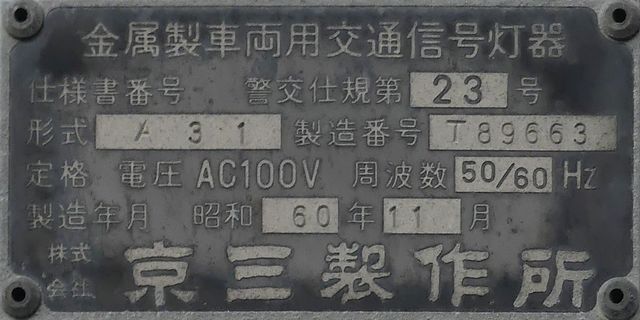 金属製車両用交通信号灯器
仕様書番号 警交仕規第 23 号
形式 A31 製造番号 T89663
定格 電圧 AC100V 周波数 50/60 Hz
製造年月 昭和 60 年 11 月
株式会社 京三製作所